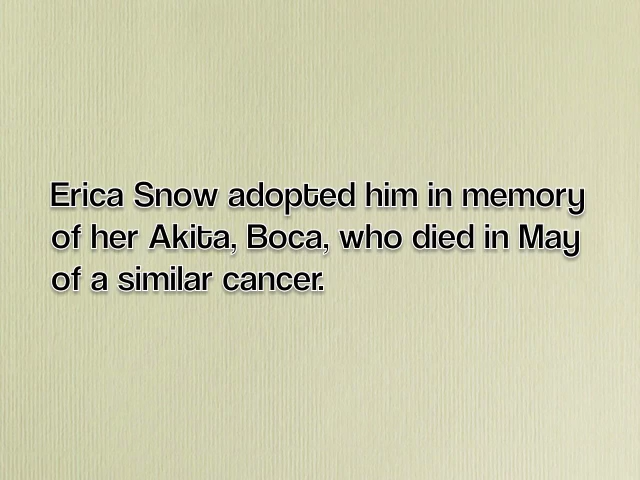 Erica Snow adopted him in memory
of her Akita, Boca, who died in May
of a similar cancer.